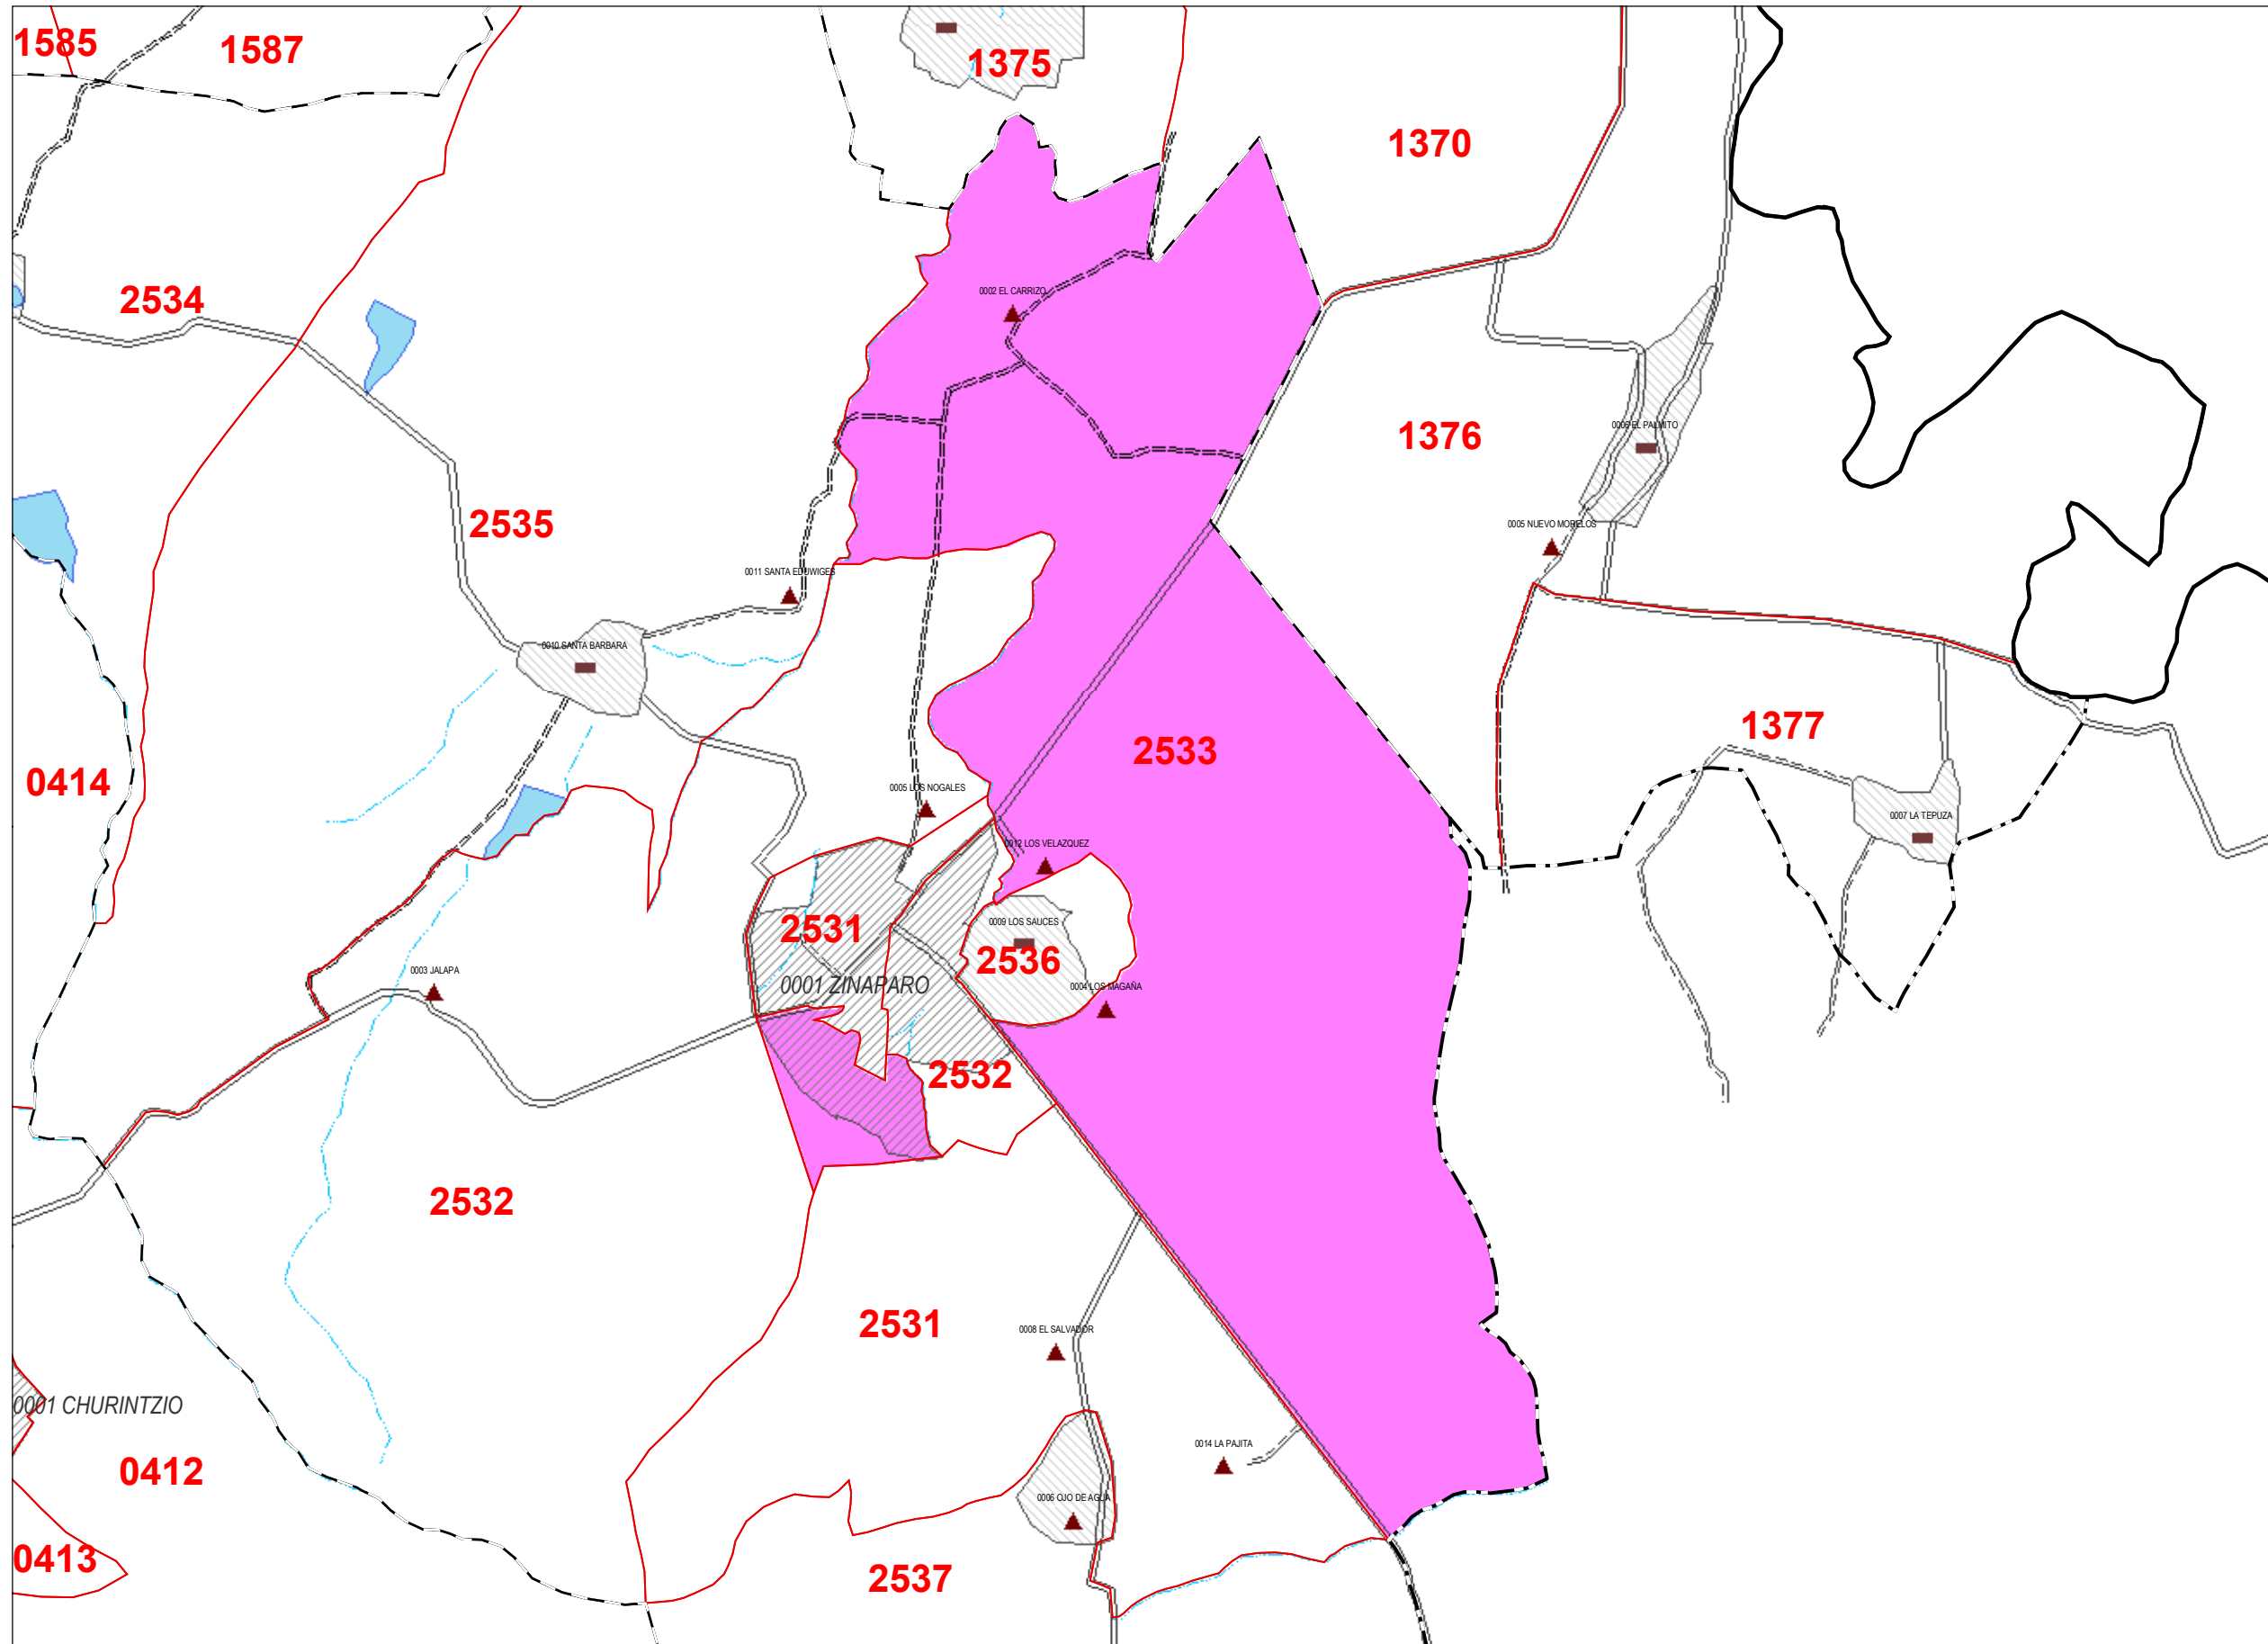 1585
1587
1375
1370
0002 EL CARRIZO
2534
1376
0006 EL PALMITO
2535
0005 NUEVO MORELOS
0011 SANTA EDUWIGES
0010 SANTA BARBARA
1377
2533
0414
0005 LOS NOGALES
0007 LA TEPUZA
0012 LOS VELAZQUEZ
0009 LOS SAUCES
2531
2536
0003 JALAPA
0001 ZINAPARO
0004 LOS MAGAÑA
2532
2532
2531
0008 EL SALVADOR
0001 CHURINTZIO
0014 LA PAJITA
0412
0006 OJO DE AGUA
0413
2537